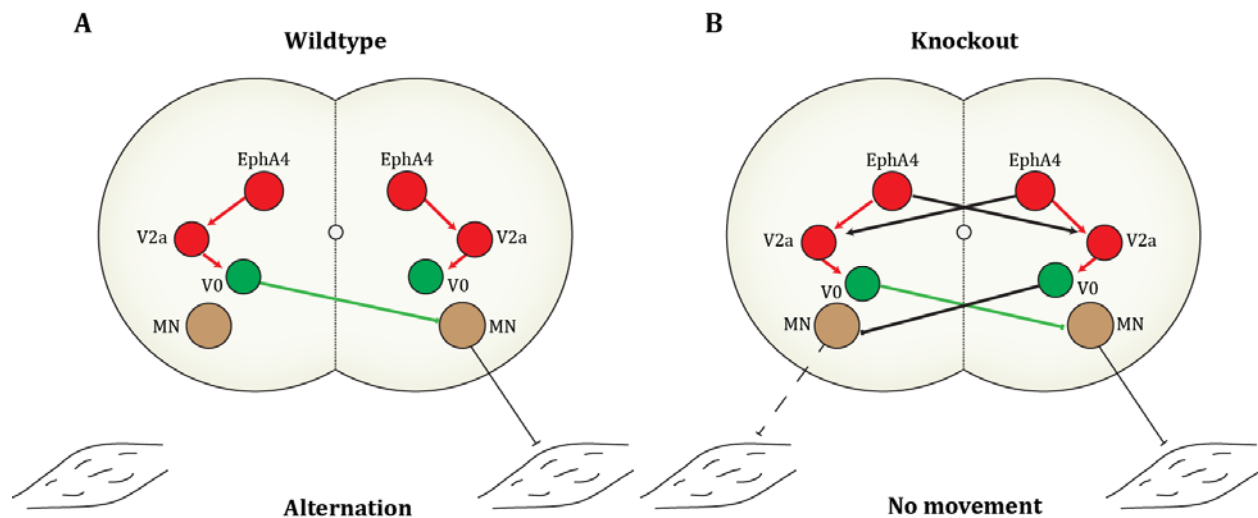 A
Wildtype
EphA4
EphA4
V2a
V2a
V0
V0
MN
MN
Alternation
B
Knockout
EphA4
EphA4
V2a
V2a
V0
V0
MN
MN
No movement